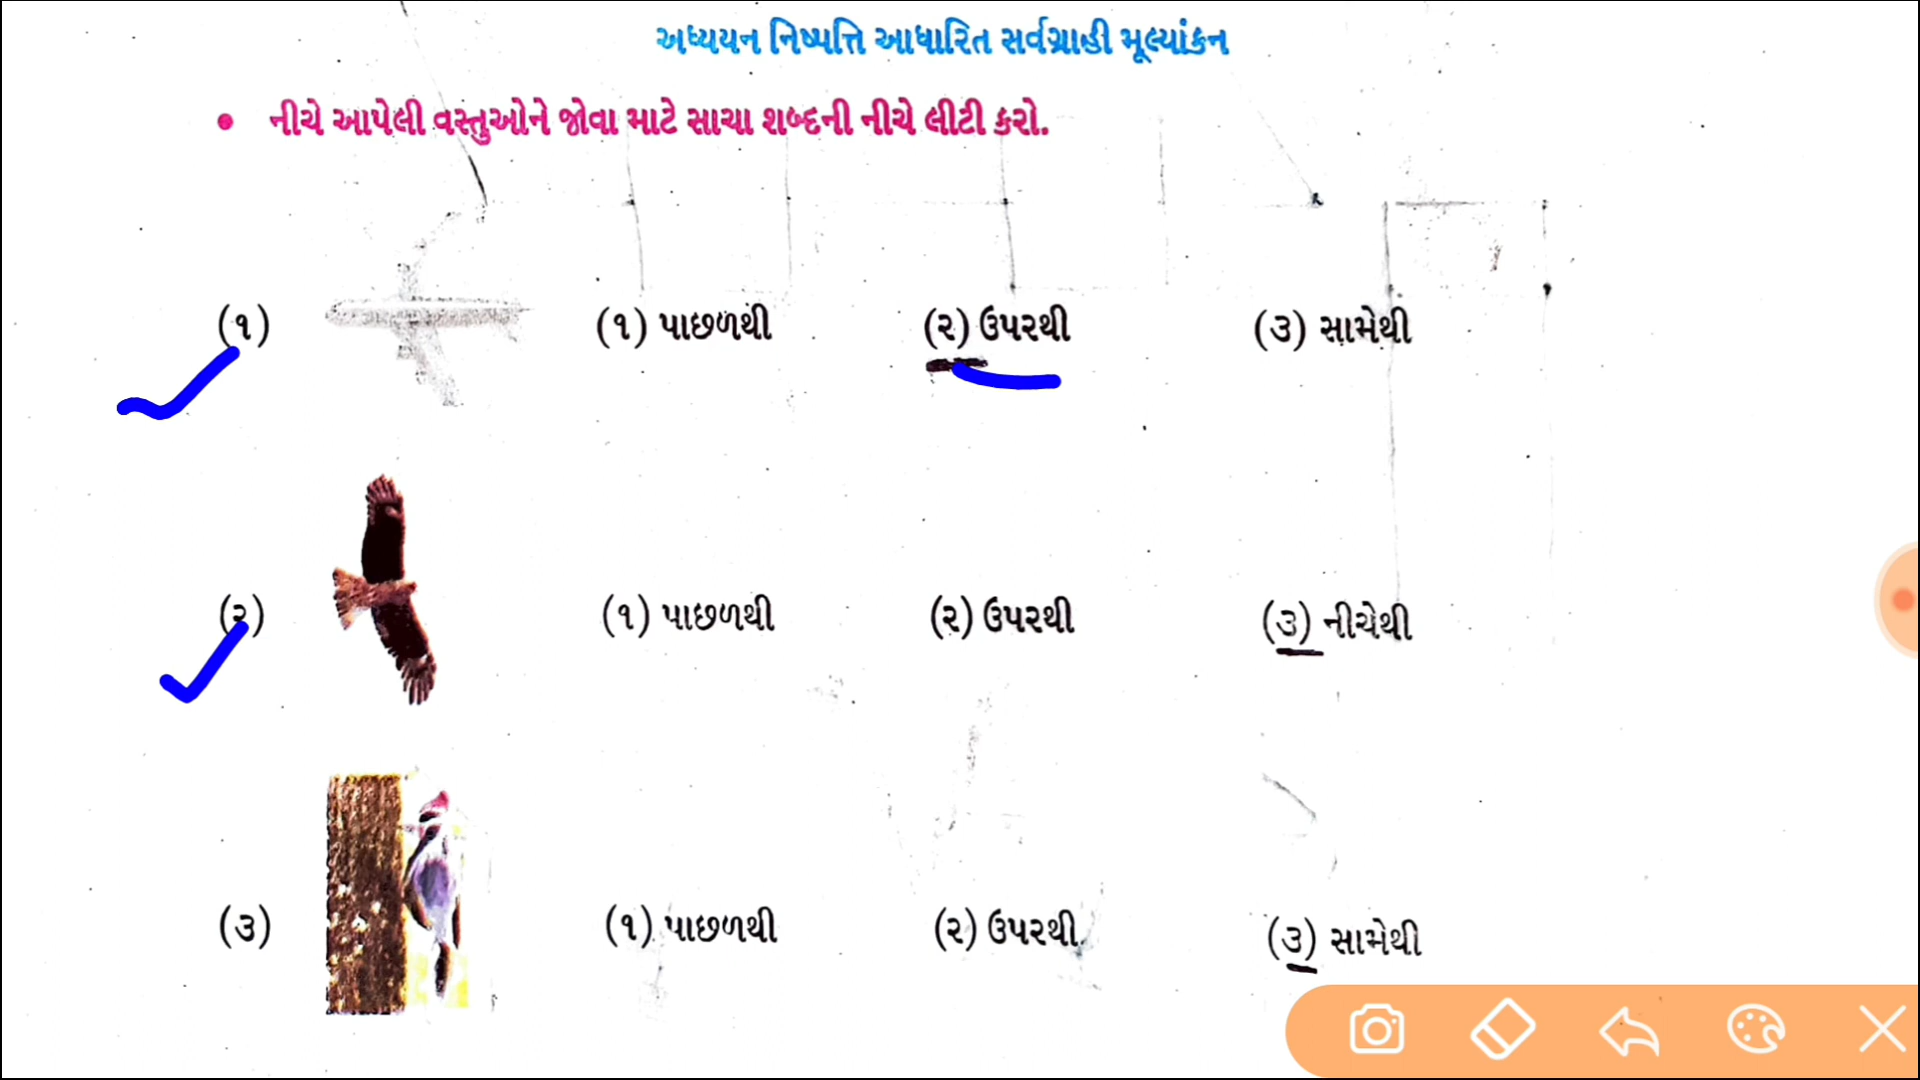 અધ્યયન નિષ્પત્તિ આધારિત સર્વગ્રાહી મૂલ્યાંકન
• નીચે આપેલી વસ્તુઓને જોવા માટે સાચા શબ્દની નીચે લીટી કરો.
(૧) (૧) પાછળથી (૨) ઉપરથી (૩) સામેથી
(૨) (૧) પાછળથી (૨) ઉપરથી (૩) નીચેથી
(૩) (૧) પાછળથી (૨) ઉપરથી (૩) સામેથી